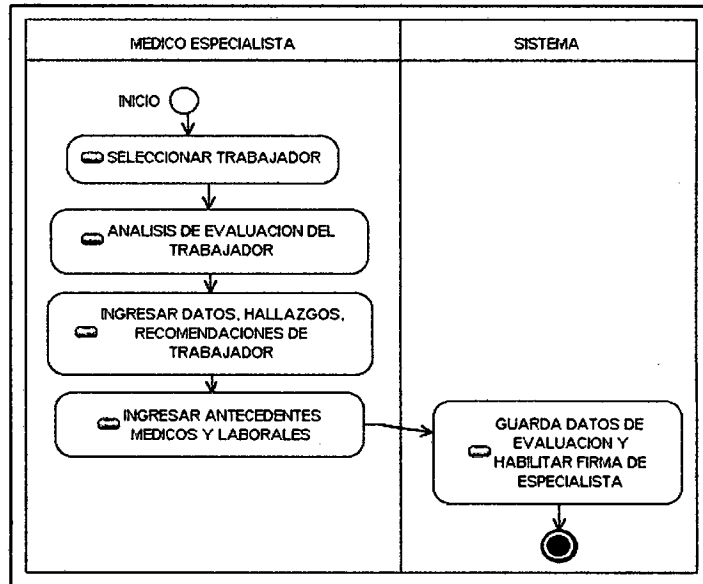 MEDICO ESPECIALISTA
SISTEMA
INICIO
SELECCIONAR TRABAJADOR
ANALISIS DE EVALUACION DEL
TRABAJADOR
INGRESAR DATOS, HALLAZGOS,
RECOMENDACIONES DE
TRABAJADOR
INGRESAR ANTECEDENTES
MEDICOS Y LABORALES
GUARDA DATOS DE
EVALUACION Y
HABILITAR FIRMA DE
ESPECIALISTA